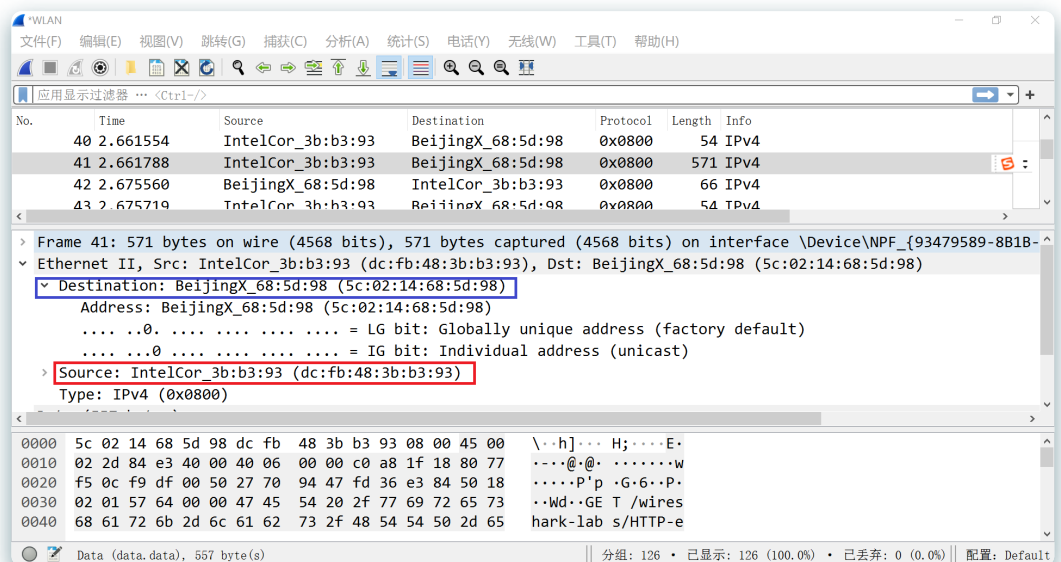 *WLAN
文件(F) 编辑(E) 视图(V) 跳转(G) 捕获(C) 分析(A) 统计(S) 电话(Y) 无线(W) 工具(T) 帮助(H)
应用显示过滤器 … <Ctrl-/>
No. Time Source Destination Protocol Length Info
40 2.661554 IntelCor_3b:b3:93 BeijingX_68:5d:98 0x0800 54 IPv4
41 2.661788 IntelCor_3b:b3:93 BeijingX_68:5d:98 0x0800 571 IPv4
42 2.675560 BeijingX_68:5d:98 IntelCor_3b:b3:93 0x0800 66 IPv4
43 2.675719 IntelCor_3b:b3:93 BeijingX_68:5d:98 0x0800 54 IPv4
Frame 41: 571 bytes on wire (4568 bits), 571 bytes captured (4568 bits) on interface \Device\NPF_{93479589-8B1B-
Ethernet II, Src: IntelCor_3b:b3:93 (dc:fb:48:3b:b3:93), Dst: BeijingX_68:5d:98 (5c:02:14:68:5d:98)
Destination: BeijingX_68:5d:98 (5c:02:14:68:5d:98)
Address: BeijingX_68:5d:98 (5c:02:14:68:5d:98)
.... ..0. .... .... .... .... = LG bit: Globally unique address (factory default)
.... ...0 .... .... .... .... = IG bit: Individual address (unicast)
Source: IntelCor_3b:b3:93 (dc:fb:48:3b:b3:93)
Type: IPv4 (0x0800)
0000 5c 02 14 68 5d 98 dc fb 48 3b b3 93 08 00 45 00 \··h]··· H;····E·
0010 02 2d 84 e3 40 00 40 06 00 00 c0 a8 1f 18 80 77 ·-··@·@· ·······w
0020 f5 0c f9 df 00 50 27 70 94 47 fd 36 e3 84 50 18 ·····P'p ·G·6··P·
0030 02 01 57 64 00 00 47 45 54 20 2f 77 69 72 65 73 ··Wd··GE T /wires
0040 68 61 72 6b 2d 6c 61 62 73 2f 48 54 54 50 2d 65 hark-lab s/HTTP-e
Data (data.data), 557 byte(s) 分组: 126 · 已显示: 126 (100.0%) · 已丢弃: 0 (0.0%) 配置: Default